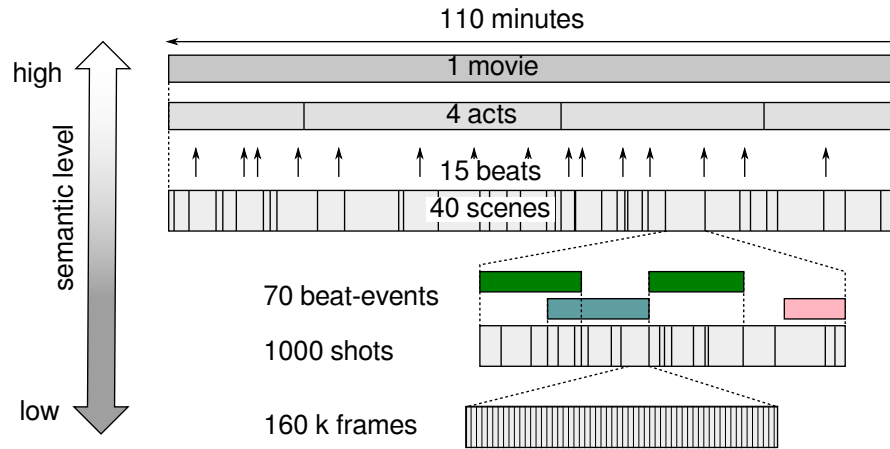 110 minutes
high
1 movie
4 acts
semantic level
15 beats
40 scenes
70 beat-events
1000 shots
low
160 k frames